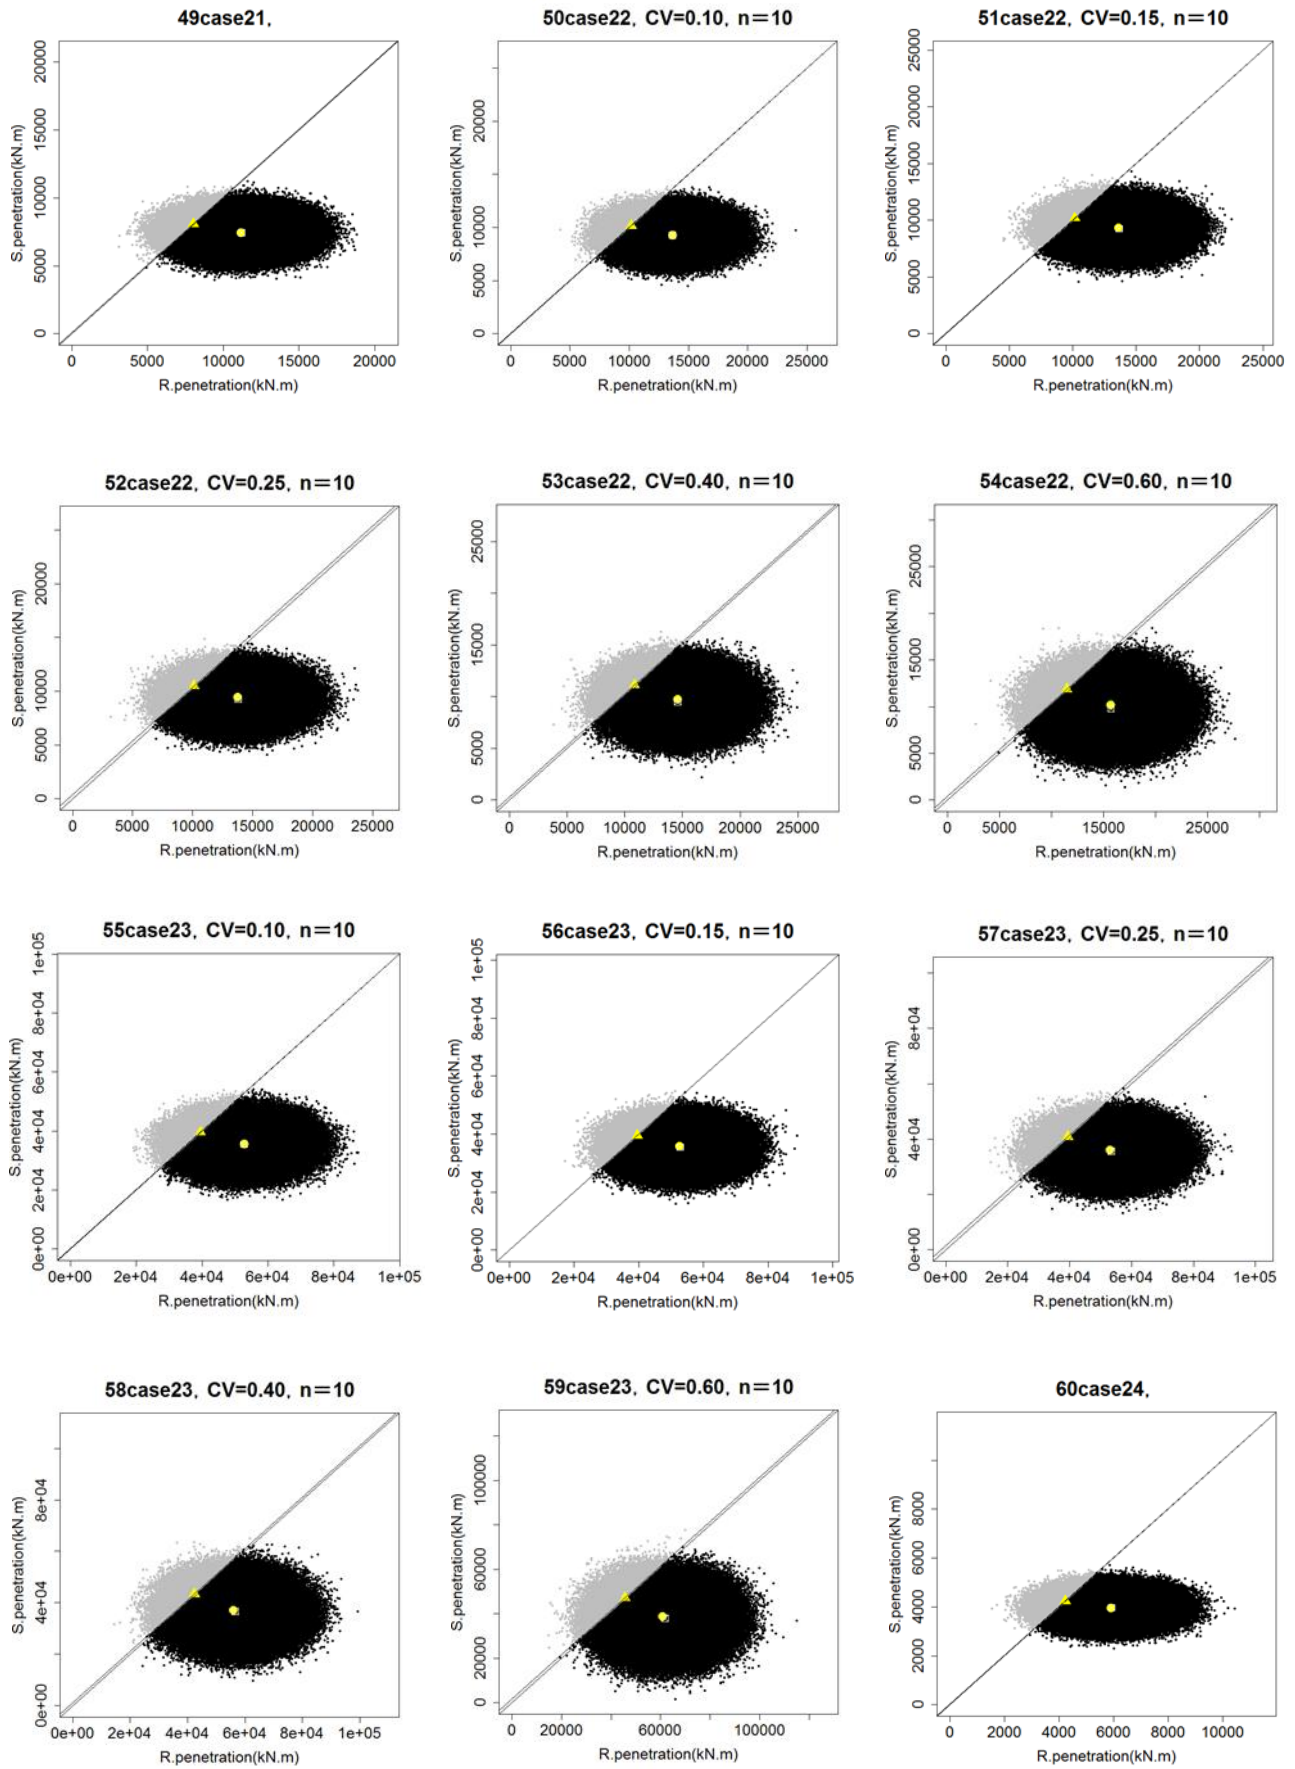 49case21,
S.penetration(kN.m)
0 5000 10000 15000 20000
0 5000 10000 15000 20000
R.penetration(kN.m)
50case22, CV=0.10, n=10
S.penetration(kN.m)
0 5000 10000 20000
0 5000 10000 15000 20000 25000
R.penetration(kN.m)
51case22, CV=0.15, n=10
S.penetration(kN.m)
0 5000 10000 15000 20000 25000
0 5000 10000 15000 20000 25000
R.penetration(kN.m)
52case22, CV=0.25, n=10
S.penetration(kN.m)
0 5000 10000 20000
0 5000 10000 15000 20000 25000
R.penetration(kN.m)
53case22, CV=0.40, n=10
S.penetration(kN.m)
0 5000 15000 25000
0 5000 10000 15000 20000 25000
R.penetration(kN.m)
54case22, CV=0.60, n=10
S.penetration(kN.m)
0 5000 15000 25000
0 5000 15000 25000
R.penetration(kN.m)
55case23, CV=0.10, n=10
S.penetration(kN.m)
0e+00 2e+04 4e+04 6e+04 8e+04 1e+05
0e+00 2e+04 4e+04 6e+04 8e+04 1e+05
R.penetration(kN.m)
56case23, CV=0.15, n=10
S.penetration(kN.m)
0e+00 2e+04 4e+04 6e+04 8e+04 1e+05
0e+00 2e+04 4e+04 6e+04 8e+04 1e+05
R.penetration(kN.m)
57case23, CV=0.25, n=10
S.penetration(kN.m)
0e+00 4e+04 8e+04
0e+00 2e+04 4e+04 6e+04 8e+04 1e+05
R.penetration(kN.m)
58case23, CV=0.40, n=10
S.penetration(kN.m)
0e+00 4e+04 8e+04
0e+00 2e+04 4e+04 6e+04 8e+04 1e+05
R.penetration(kN.m)
59case23, CV=0.60, n=10
S.penetration(kN.m)
0 20000 60000 100000
0 20000 60000 100000
R.penetration(kN.m)
60case24,
S.penetration(kN.m)
0 2000 4000 6000 8000
0 2000 4000 6000 8000 10000
R.penetration(kN.m)